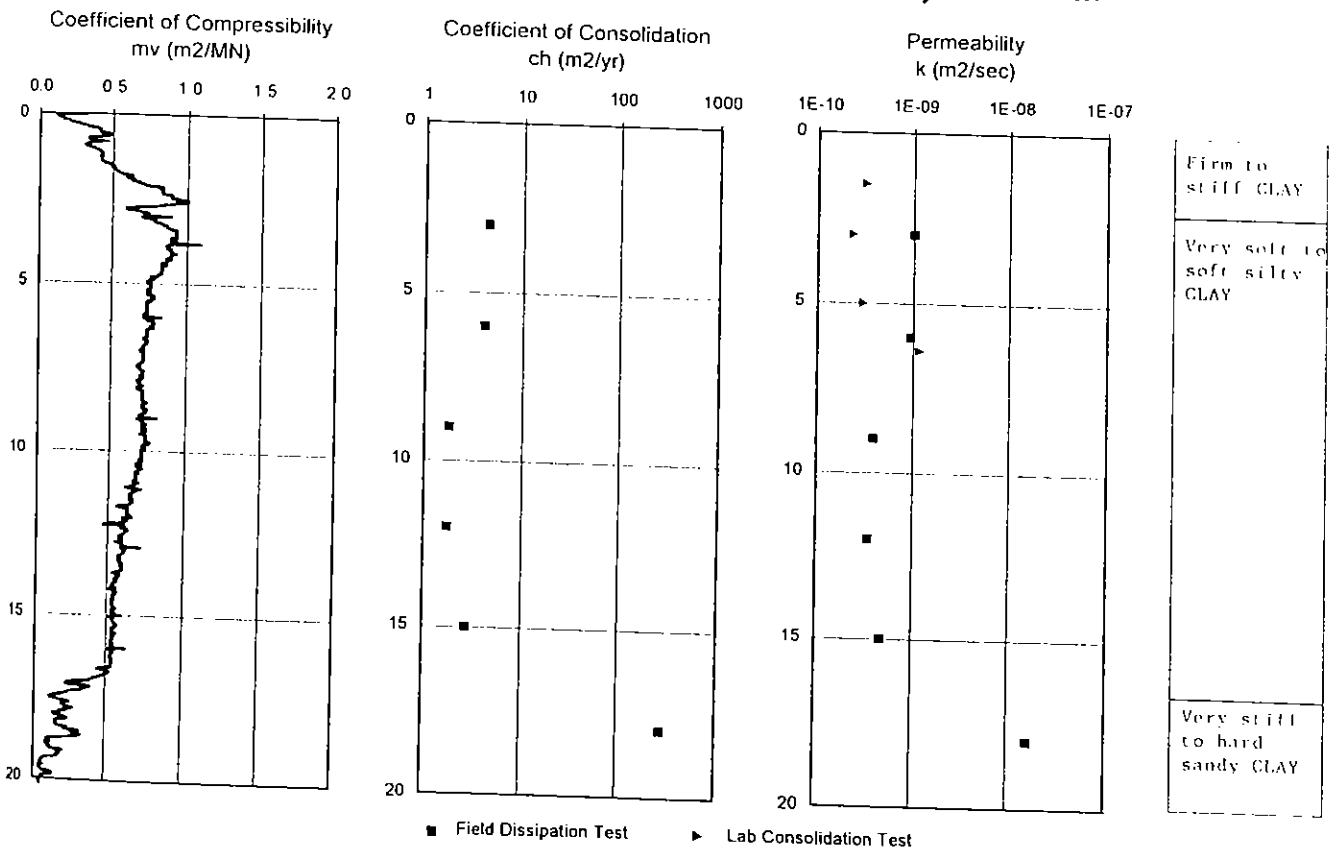 Coefficient of Compressibility
mv (m2/MN)
0.0 0 5 1 0 1 5 2 0
0
5
10
15
20
Coefficient of Consolidation
ch (m2/yr)
1 10 100 1000
0
5
10
15
20
Permeability
k (m2/sec)
1E-10 1E-09 1E-08 1E-07
0
5
10
15
20
Firm to
stiff CLAY
Very soft to
soft silty
CLAY
Very stiff
to hard
sandy CLAY
Field Dissipation Test
Lab Consolidation Test